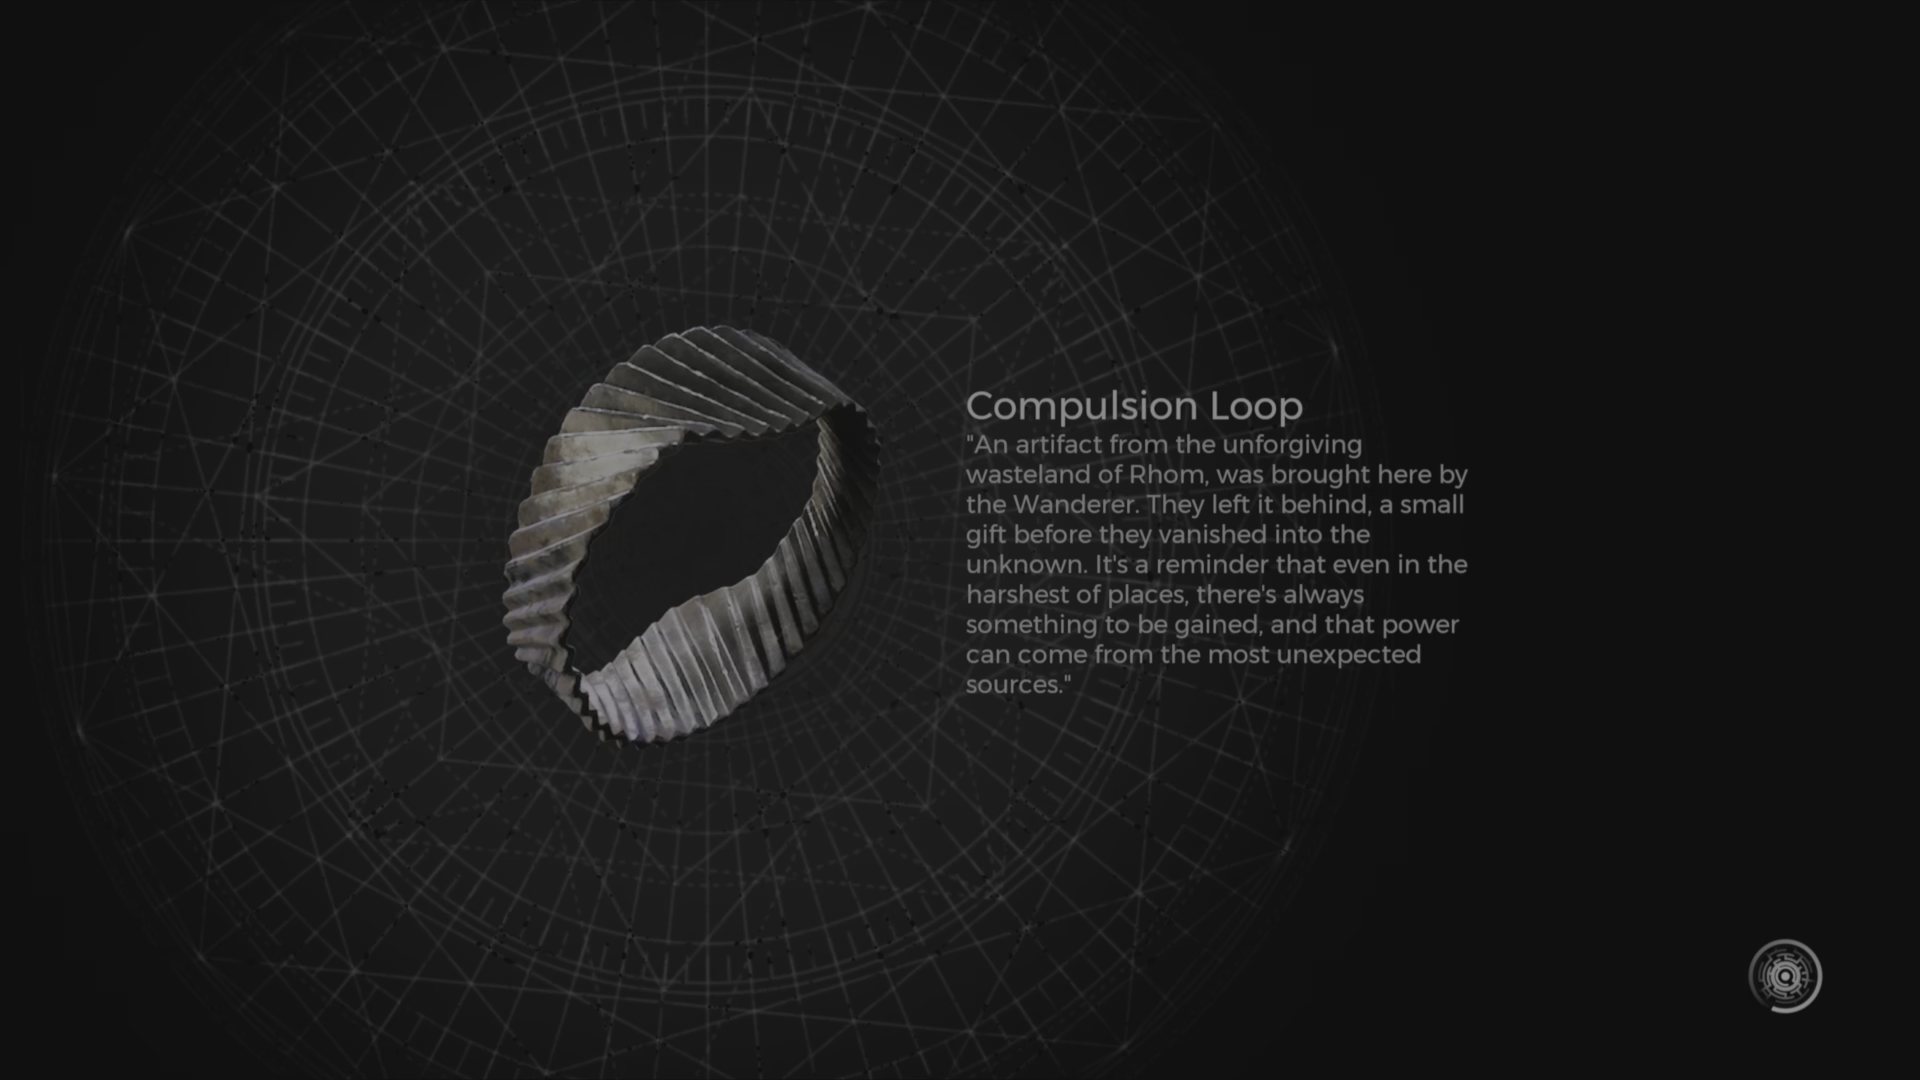 Compulsion Loop
"An artifact from the unforgiving
wasteland of Rhom, was brought here by
the Wanderer. They left it behind, a small
gift before they vanished into the
unknown. It's a reminder that even in the
harshest of places, there's always
something to be gained, and that power
can come from the most unexpected
sources."